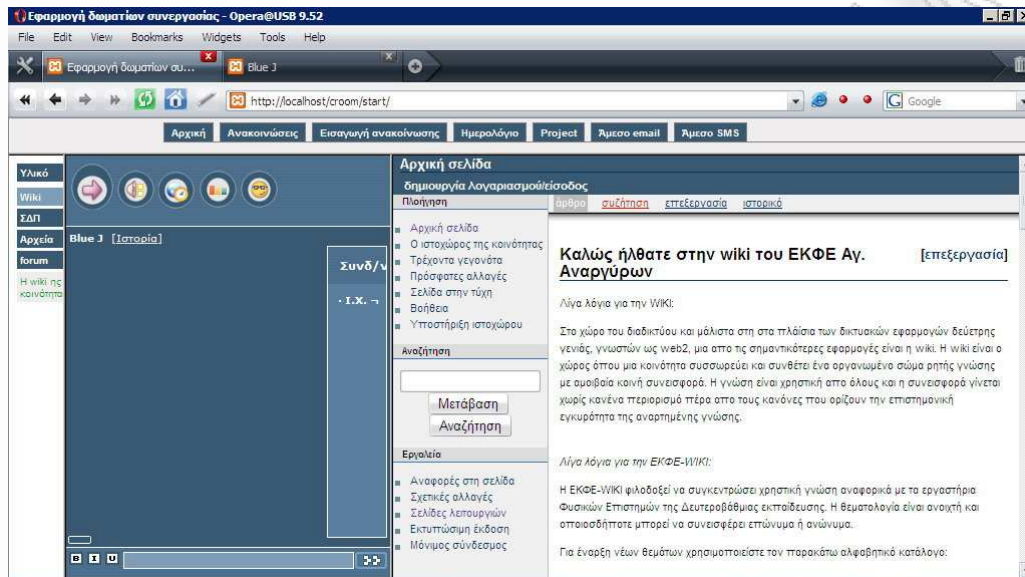 Εφαρμογή δωματίων συνεργασίας - Opera@USB 9.52
File Edit View Bookmarks Widgets Tools Help
Εφαρμογή δωματίων συ... Blue J
http://localhost/croom/start/ Google
Αρχική Ανακοινώσεις Εισαγωγή ανακοίνωσης Ημερολόγιο Project Άμεσο email Άμεσο SMS
Υλικό
Wiki
ΣΔΠ
Αρχεία
forum
Η wiki της
κοινότητα
Blue J [Ιστορία]
Συνδ/ν
· Ι.Χ. ¬
B I U >>
Αρχική σελίδα
δημιουργία λογαριασμού/είσοδος
Πλοήγηση
Αρχική σελίδα
Ο ιστοχώρος της κοινότητας
Τρέχοντα γεγονότα
Πρόσφατες αλλαγές
Σελίδα στην τύχη
Βοήθεια
Υποστήριξη ιστοχώρου
Αναζήτηση
Μετάβαση
Αναζήτηση
Εργαλεία
Αναφορές στη σελίδα
Σχετικές αλλαγές
Σελίδες λειτουργιών
Εκτυπώσιμη έκδοση
Μόνιμος σύνδεσμος
άρθρο συζήτηση επεξεργασία ιστορικό
Καλώς ήλθατε στην wiki του ΕΚΦΕ Αγ. [επεξεργασία]
Αναργύρων
Λίγα λόγια για την WIKI:
Στο χώρο του διαδικτύου και μάλιστα στη στα πλάισια των δικτυακών εφαρμογών δεύετρης
γενιάς, γνωστών ως web2, μια απο τις σημαντικότερες εφαρμογές είναι η wiki. Η wiki είναι ο
χώρος όπου μια κοινότητα συσσωρεύει και συνθέτει ένα οργανωμένο σώμα ρητής γνώσης
με αμοιβαία κοινή συνεισφορά. Η γνώση είναι χρηστική απο όλους και η συνεισφορά γίνεται
χωρίς κανένα περιορισμό πέρα απο τους κανόνες που ορίζουν την επιστημονική
εγκυρότητα της αναρτημένης γνώσης.
Λίγα λόγια για την ΕΚΦΕ-WIKI:
Η ΕΚΦΕ-WIKI φιλοδοξεί να συγκεντρώσει χρηστική γνώση αναφορικά με τα εργαστήρια
Φυσικών Επιστημών της Δευτεροβάθμιας εκπαίδευσης. Η θεματολογία είναι ανοιχτή και
οποιοσδήποτε μπορεί να συνεισφέρει επώνυμα ή ανώνυμα.
Για έναρξη νέων θεμάτων χρησιμοποιείστε τον παρακάτω αλφαβητικό κατάλογο: